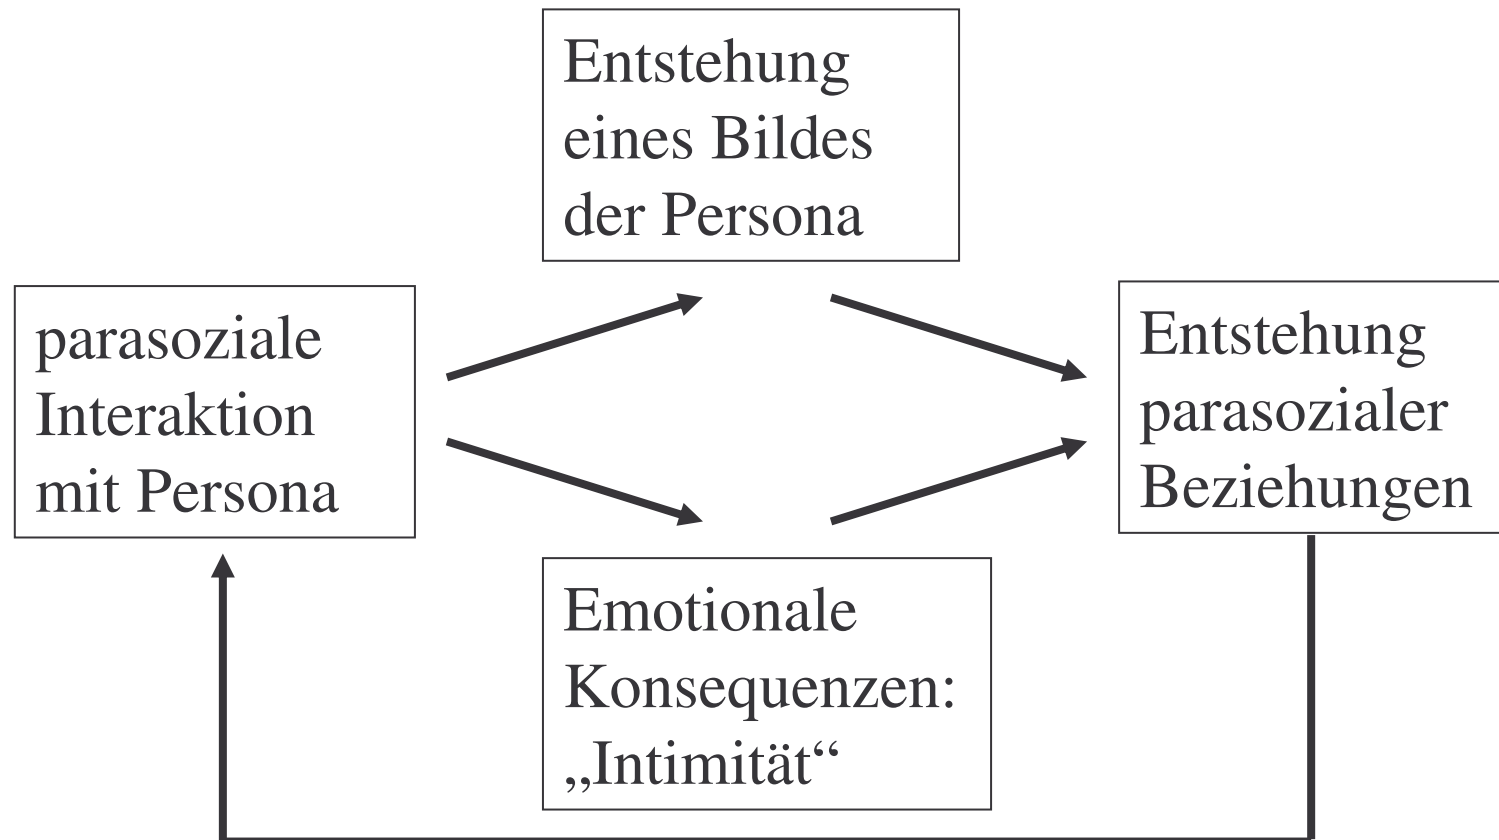 Entstehung
eines Bildes
der Persona
parasoziale
Interaktion
mit Persona
Entstehung
parasozialer
Beziehungen
Emotionale
Konsequenzen:
„Intimität“